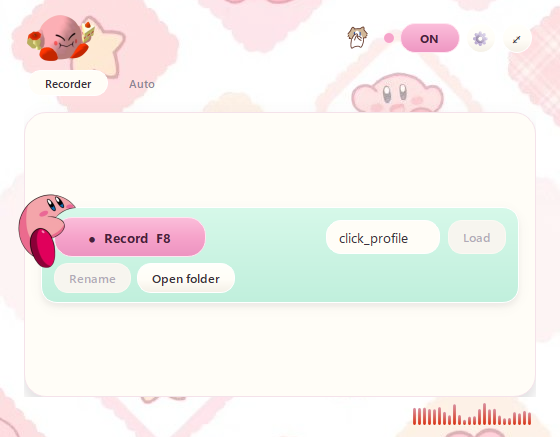 ON
Recorder Auto
● Record F8 click_profile Load
Rename Open folder